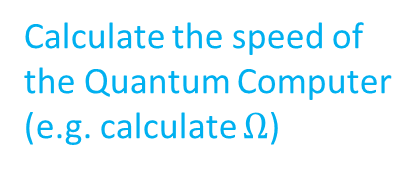 Calculate the speed of
the Quantum Computer
(e.g. calculate Ω)